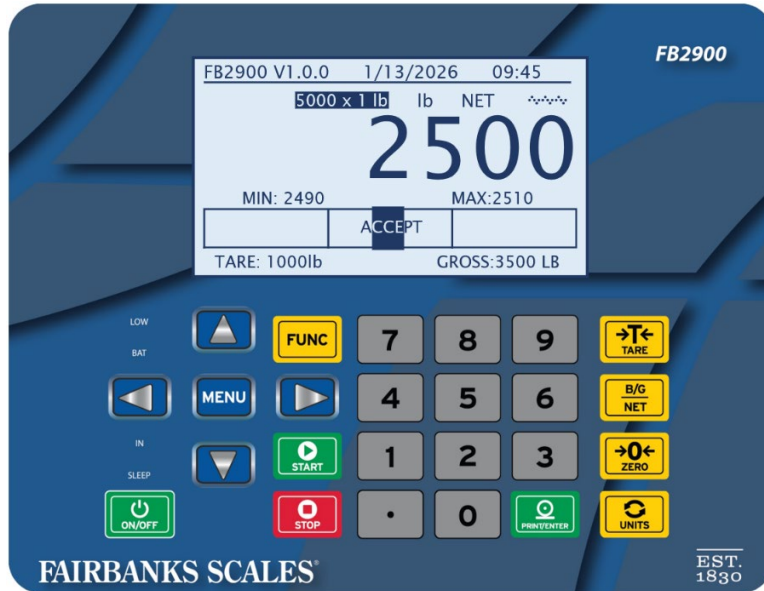 FB2900
FB2900 V1.0.0 1/13/2026 09:45
5000 x 1 lb lb NET
2500
MIN: 2490 MAX:2510
ACCEPT
TARE: 1000lb GROSS:3500 LB
LOW
BAT
FUNC
7 8 9
→T←
TARE
MENU
4 5 6
B/G
NET
IN
SLEEP
START
1 2 3
→0←
ZERO
ON/OFF
STOP
. 0
PRINT/ENTER
UNITS
FAIRBANKS SCALES®
EST.
1830